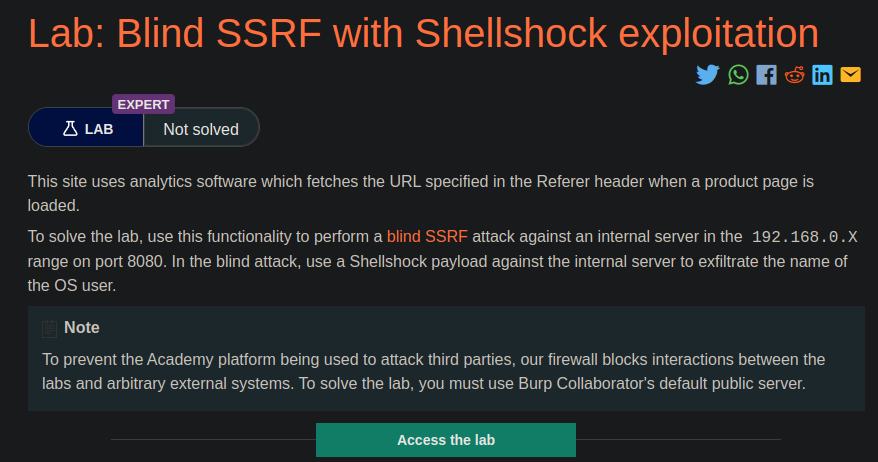 Lab: Blind SSRF with Shellshock exploitation
EXPERT
LAB Not solved
This site uses analytics software which fetches the URL specified in the Referer header when a product page is
loaded.
To solve the lab, use this functionality to perform a blind SSRF attack against an internal server in the 192.168.0.X
range on port 8080. In the blind attack, use a Shellshock payload against the internal server to exfiltrate the name of
the OS user.
Note
To prevent the Academy platform being used to attack third parties, our firewall blocks interactions between the
labs and arbitrary external systems. To solve the lab, you must use Burp Collaborator's default public server.
Access the lab